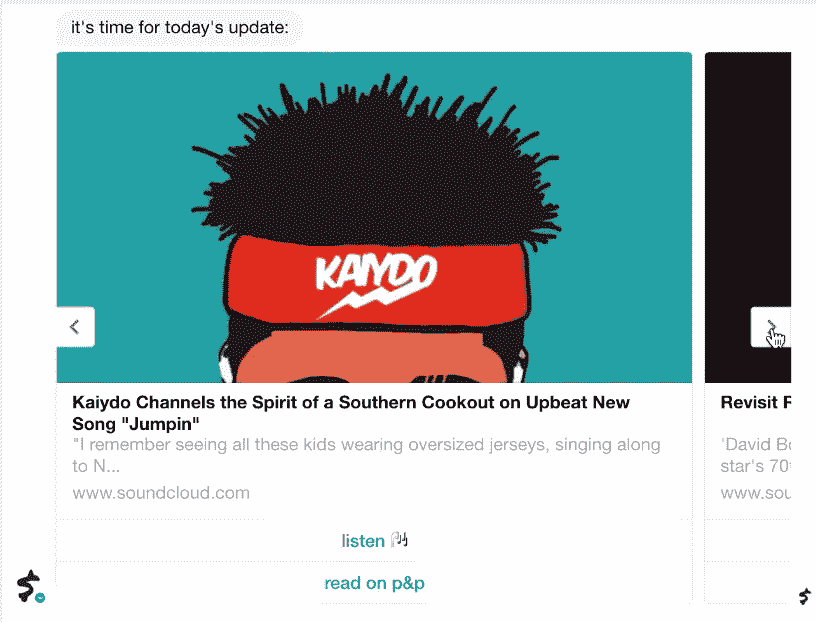 it's time for today's update:
KAIYDO
Kaiydo Channels the Spirit of a Southern Cookout on Upbeat New
Song "Jumpin"
"I remember seeing all these kids wearing oversized jerseys, singing along
to N...
www.soundcloud.com
listen 🎧
read on p&p
Revisit
'David
star's 70
www.sou